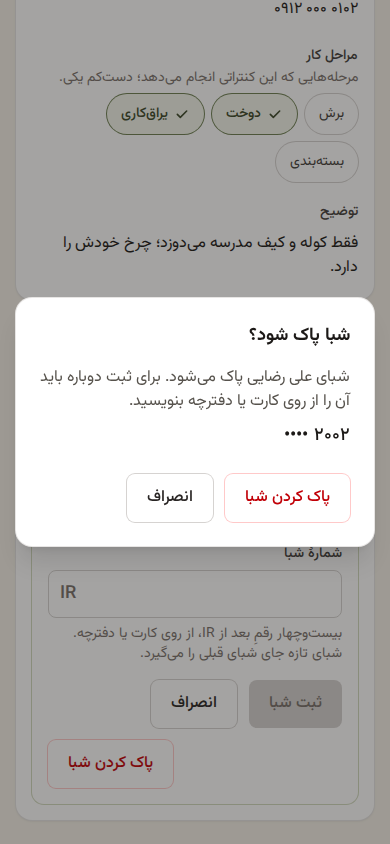 ۰۹۱۲ ۰۰۰ ۰۱۰۲
مراحل کار
مرحله‌هایی که این کنتراتی انجام می‌دهد؛ دست‌کم یکی.
برش
دوخت
یراق‌کاری
بسته‌بندی
توضیح
فقط کوله و کیف مدرسه می‌دوزد؛ چرخ خودش را
دارد.
شبا پاک شود؟
شبای علی رضایی پاک می‌شود. برای ثبت دوباره باید
آن را از روی کارت یا دفترچه بنویسید.
•••• ۲۰۰۲
پاک کردن شبا
انصراف
شمارهٔ شبا
IR
بیست‌وچهار رقمِ بعد از IR، از روی کارت یا دفترچه.
شبای تازه جای شبای قبلی را می‌گیرد.
ثبت شبا
انصراف
پاک کردن شبا